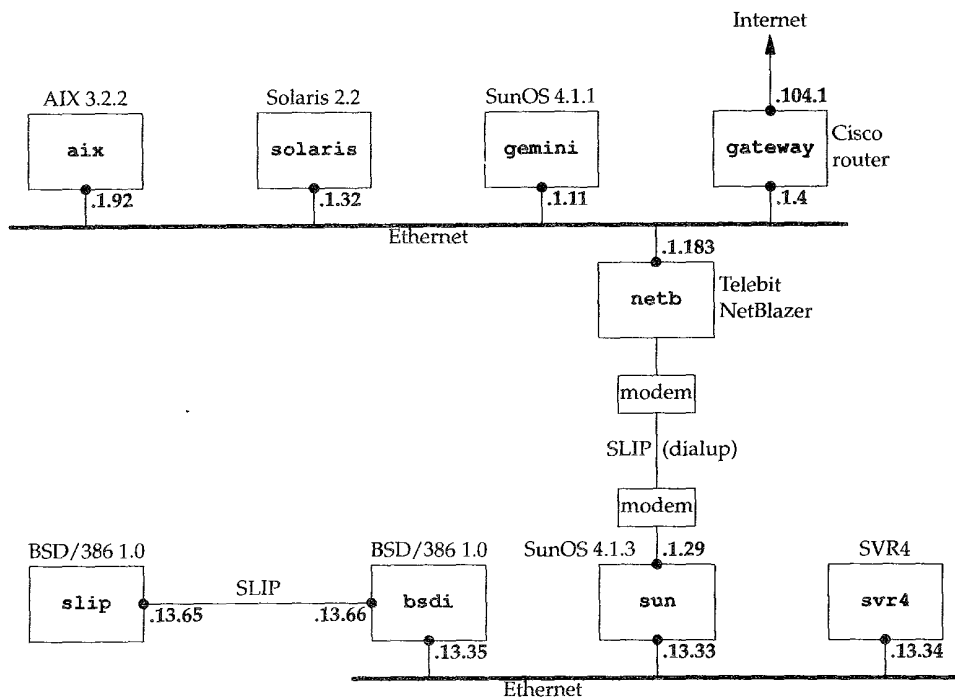 Internet
AIX 3.2.2
Solaris 2.2
SunOS 4.1.1
.104.1
aix
solaris
gemini
gateway
Cisco
router
.1.92
.1.32
.1.11
.1.4
Ethernet
.1.183
netb
Telebit
NetBlazer
modem
SLIP (dialup)
modem
BSD/386 1.0
BSD/386 1.0
SunOS 4.1.3
.1.29
SVR4
slip
SLIP
bsdi
sun
svr4
.13.65
.13.66
.13.35
.13.33
.13.34
Ethernet